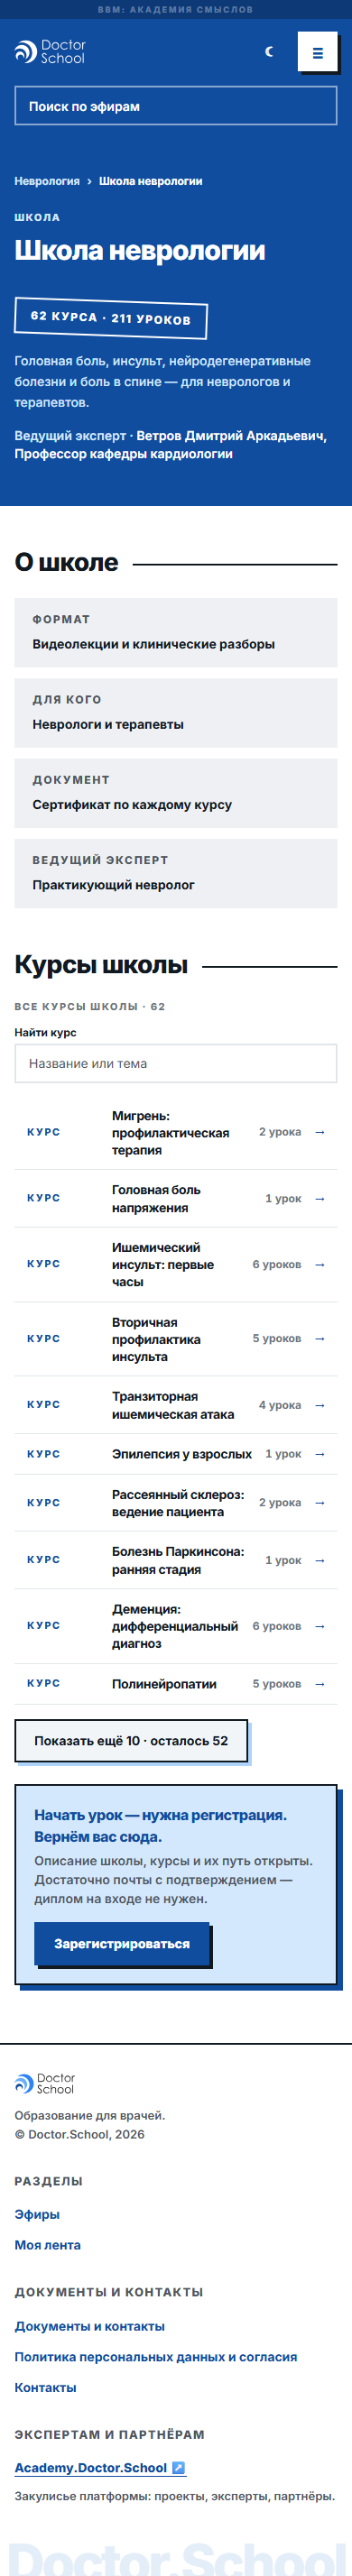 ВВМ: АКАДЕМИЯ СМЫСЛОВ
Doctor
School
Поиск по эфирам
Неврология › Школа неврологии
ШКОЛА
Школа неврологии
62 КУРСА · 211 УРОКОВ
Головная боль, инсульт, нейродегенеративные
болезни и боль в спине — для неврологов и
терапевтов.
Ведущий эксперт · Ветров Дмитрий Аркадьевич,
Профессор кафедры кардиологии
О школе
ФОРМАТ
Видеолекции и клинические разборы
ДЛЯ КОГО
Неврологи и терапевты
ДОКУМЕНТ
Сертификат по каждому курсу
ВЕДУЩИЙ ЭКСПЕРТ
Практикующий невролог
Курсы школы
ВСЕ КУРСЫ ШКОЛЫ · 62
Найти курс
Название или тема
КУРС Мигрень: профилактическая терапия 2 урока →
КУРС Головная боль напряжения 1 урок →
КУРС Ишемический инсульт: первые часы 6 уроков →
КУРС Вторичная профилактика инсульта 5 уроков →
КУРС Транзиторная ишемическая атака 4 урока →
КУРС Эпилепсия у взрослых 1 урок →
КУРС Рассеянный склероз: ведение пациента 2 урока →
КУРС Болезнь Паркинсона: ранняя стадия 1 урок →
КУРС Деменция: дифференциальный диагноз 6 уроков →
КУРС Полинейропатии 5 уроков →
Показать ещё 10 · осталось 52
Начать урок — нужна регистрация.
Вернём вас сюда.
Описание школы, курсы и их путь открыты.
Достаточно почты с подтверждением —
диплом на входе не нужен.
Зарегистрироваться
Doctor
School
Образование для врачей.
© Doctor.School, 2026
РАЗДЕЛЫ
Эфиры
Моя лента
ДОКУМЕНТЫ И КОНТАКТЫ
Документы и контакты
Политика персональных данных и согласия
Контакты
ЭКСПЕРТАМ И ПАРТНЁРАМ
Academy.Doctor.School ↗
Закулисье платформы: проекты, эксперты, партнёры.
Doctor.School